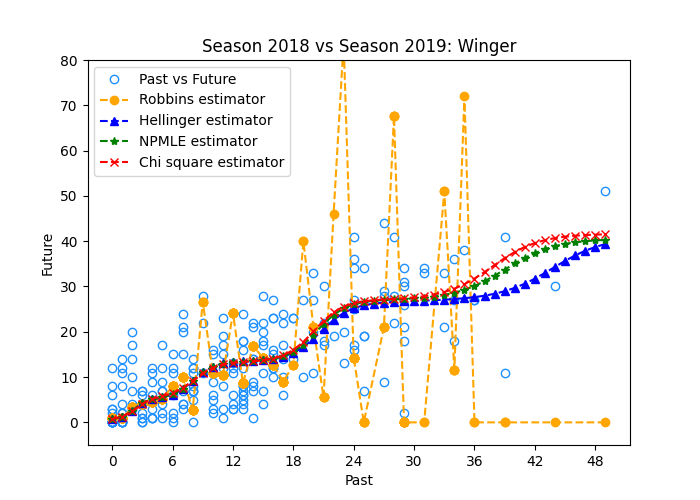 Season 2018 vs Season 2019: Winger
80
70
60
50
40
30
20
10
0
Future
Past vs Future
Robbins estimator
Hellinger estimator
NPMLE estimator
Chi square estimator
0 6 12 18 24 30 36 42 48
Past